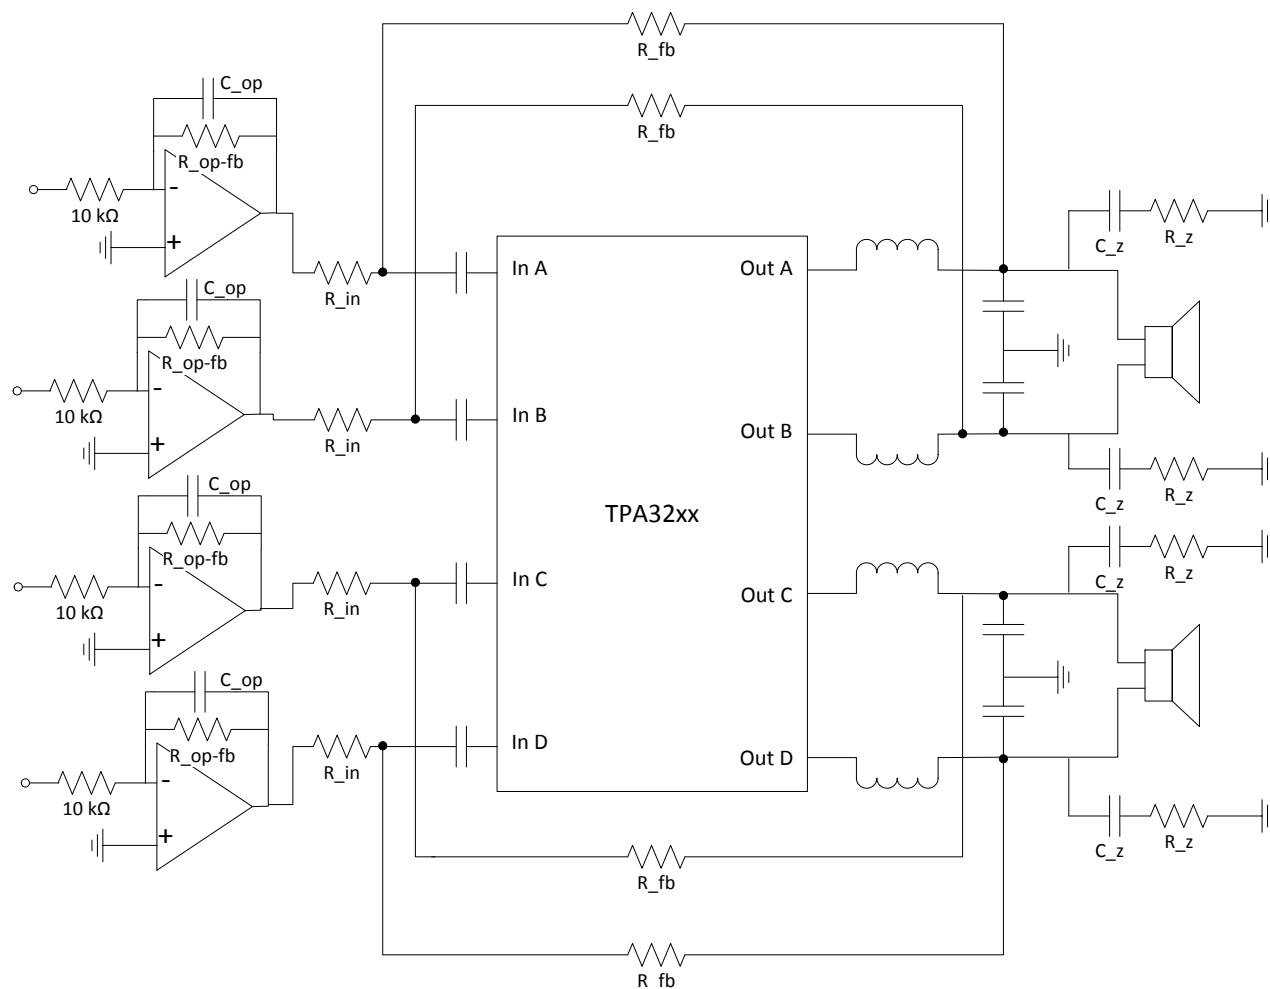 R_fb
C_op
R_fb
R_op-fb
-
10 kΩ
+
C_z
R_z
In A
Out A
R_in
C_op
R_op-fb
-
10 kΩ
+
In B
R_in
Out B
C_z
R_z
C_op
TPA32xx
R_op-fb
-
10 kΩ
+
In C
R_in
Out C
C_z
R_z
C_op
R_op-fb
-
10 kΩ
+
In D
R_in
Out D
C_z
R_z
R_fb
R_fb